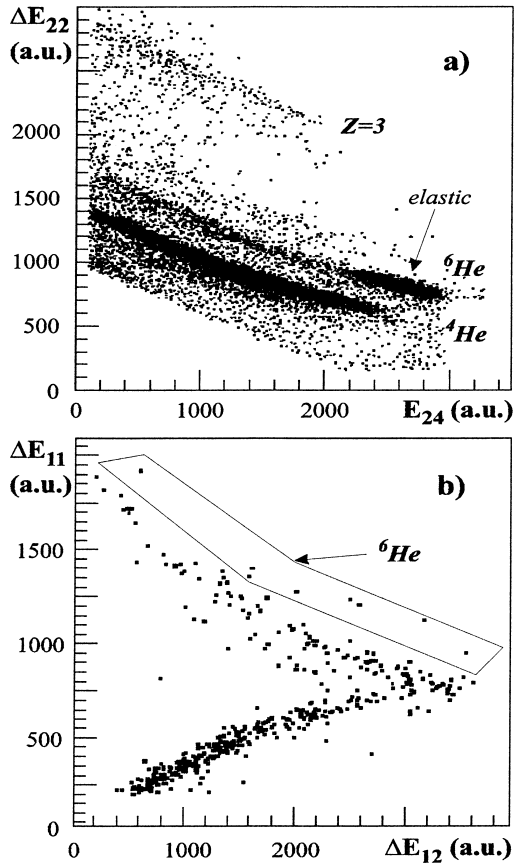 ΔE22
(a.u.)
a)
2000
Z=3
1500
elastic
1000
6He
500
4He
0
0
1000
2000
E24 (a.u.)
ΔE11
(a.u.)
b)
6He
1500
1000
500
0
0
1000
2000
ΔE12 (a.u.)